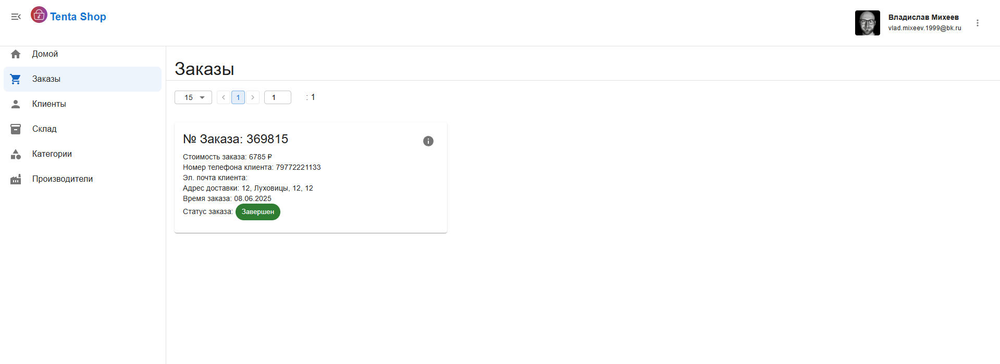 Tenta Shop
Владислав Михеев
vlad.mixeev.1999@bk.ru
Домой
Заказы
Клиенты
Склад
Категории
Производители
Заказы
15
1
1
: 1
№ Заказа: 369815
Стоимость заказа: 6785 ₽
Номер телефона клиента: 79772221133
Эл. почта клиента:
Адрес доставки: 12, Луховицы, 12, 12
Время заказа: 08.06.2025
Статус заказа: Завершен